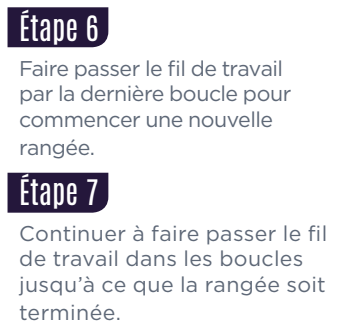 Étape 6
Faire passer le fil de travail
par la dernière boucle pour
commencer une nouvelle
rangée.
Étape 7
Continuer à faire passer le fil
de travail dans les boucles
jusqu'à ce que la rangée soit
terminée.